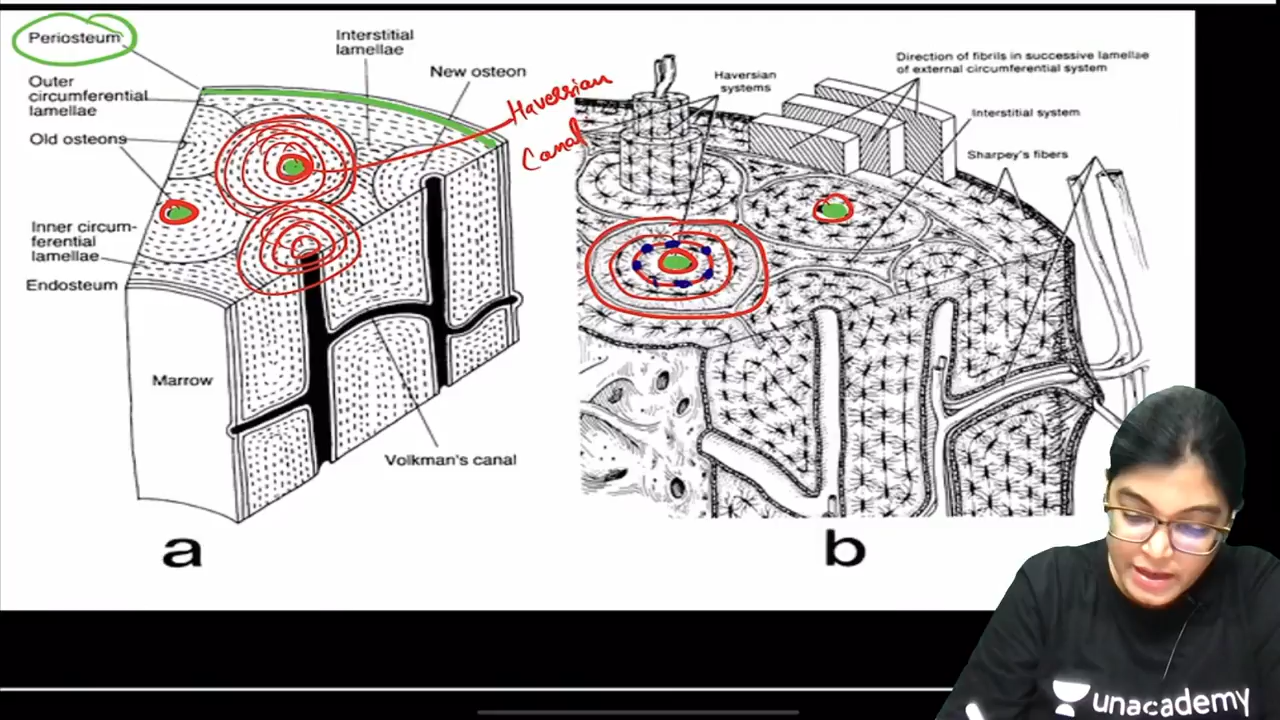 Periosteum
Outer
circumferential
lamellae
Old osteons
Inner circum-
ferential
lamellae
Endosteum
Marrow
Interstitial
lamellae
New osteon
Haversian
Canal
Volkman's canal
a
Haversian
systems
Direction of fibrils in successive lamellae
of external circumferential system
Interstitial system
Sharpey's fibers
b
unacademy